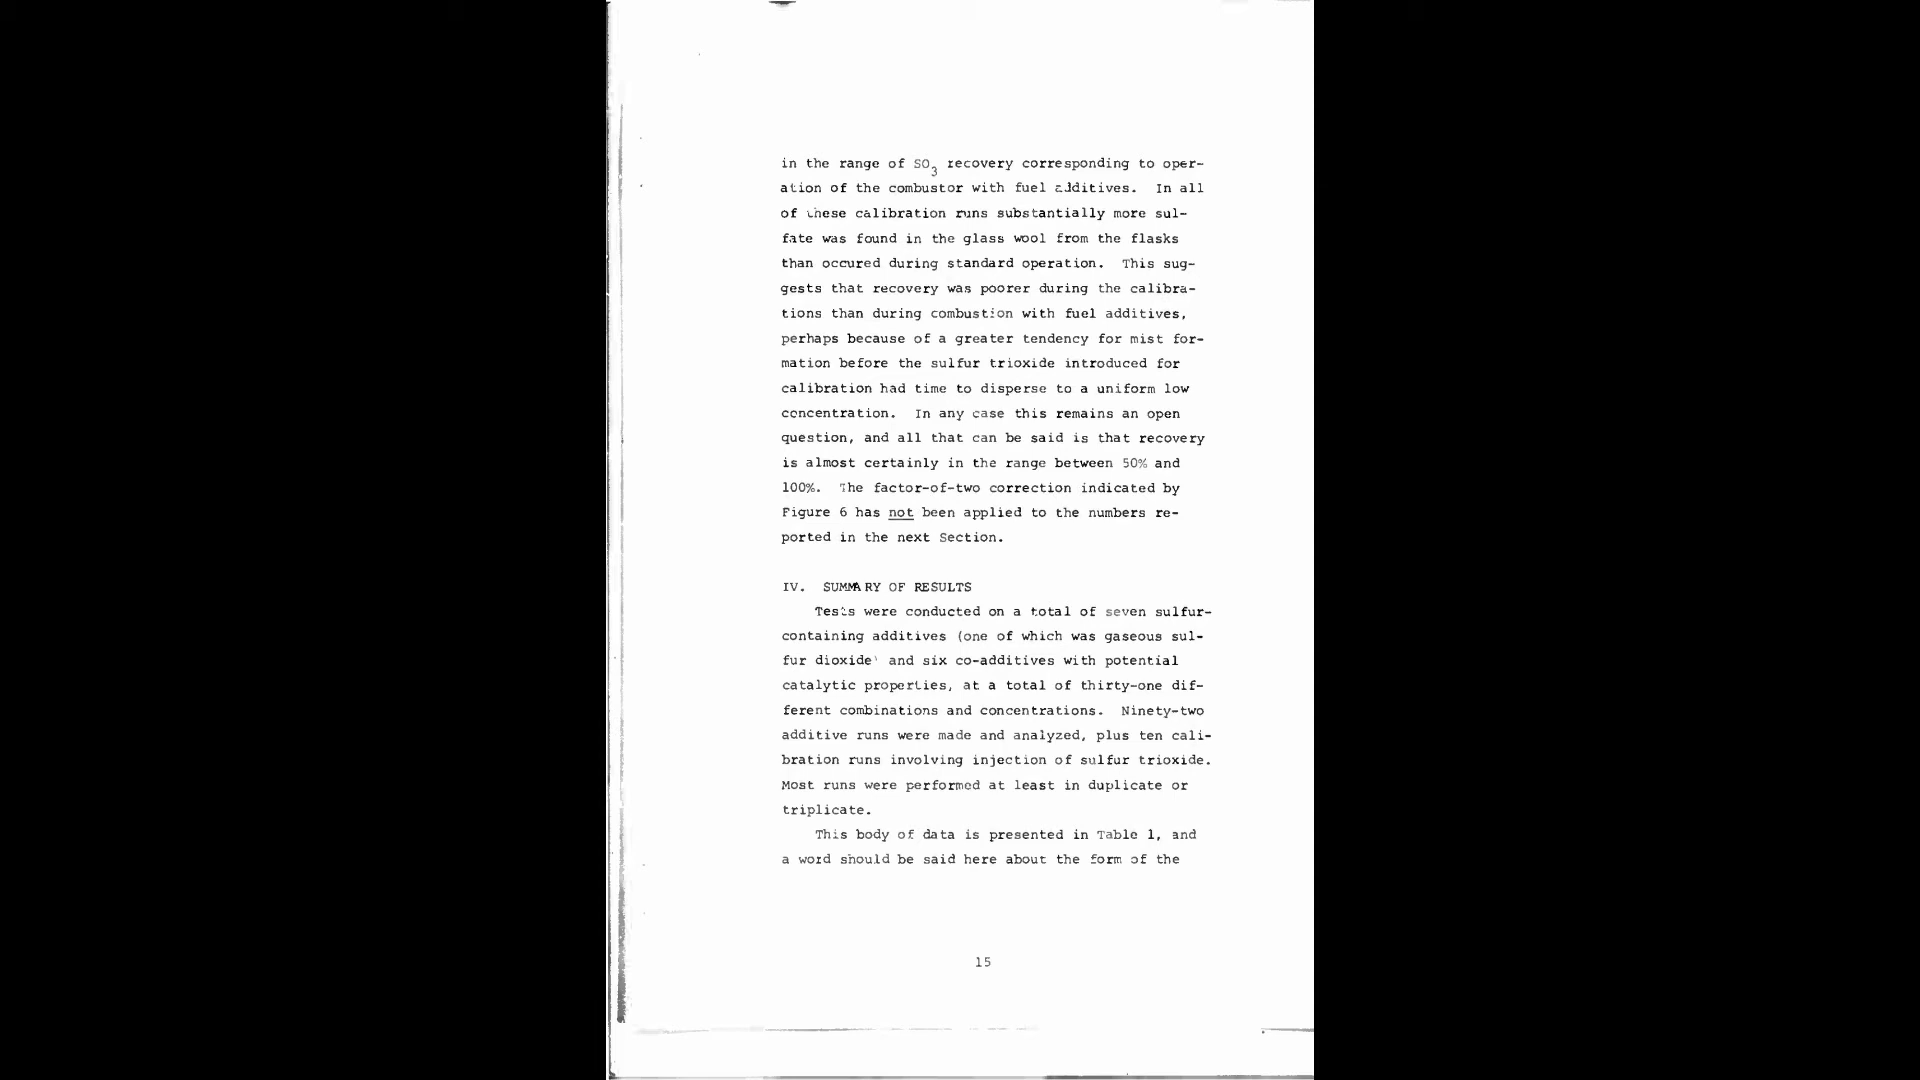 in the range of SO3 recovery corresponding to oper-
ation of the combustor with fuel additives. In all
of these calibration runs substantially more sul-
fate was found in the glass wool from the flasks
than occured during standard operation. This sug-
gests that recovery was poorer during the calibra-
tions than during combustion with fuel additives,
perhaps because of a greater tendency for mist for-
mation before the sulfur trioxide introduced for
calibration had time to disperse to a uniform low
concentration. In any case this remains an open
question, and all that can be said is that recovery
is almost certainly in the range between 50% and
100%. The factor-of-two correction indicated by
Figure 6 has not been applied to the numbers re-
ported in the next Section.
IV. SUMMARY OF RESULTS
Tests were conducted on a total of seven sulfur-
containing additives (one of which was gaseous sul-
fur dioxide) and six co-additives with potential
catalytic properties, at a total of thirty-one dif-
ferent combinations and concentrations. Ninety-two
additive runs were made and analyzed, plus ten cali-
bration runs involving injection of sulfur trioxide.
Most runs were performed at least in duplicate or
triplicate.
This body of data is presented in Table 1, and
a word should be said here about the form of the
15